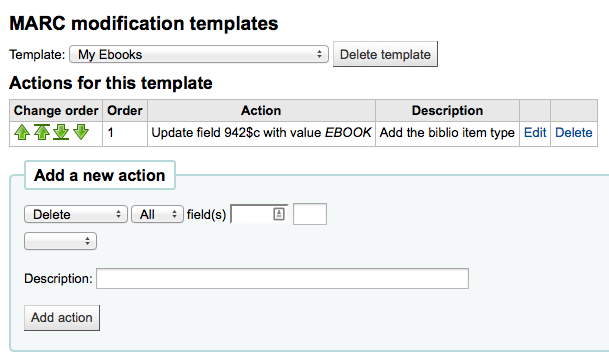 MARC modification templates
Template: My Ebooks Delete template
Actions for this template
Change order Order Action Description
1 Update field 942$c with value EBOOK Add the biblio item type Edit Delete
Add a new action
Delete All field(s)
Description:
Add action